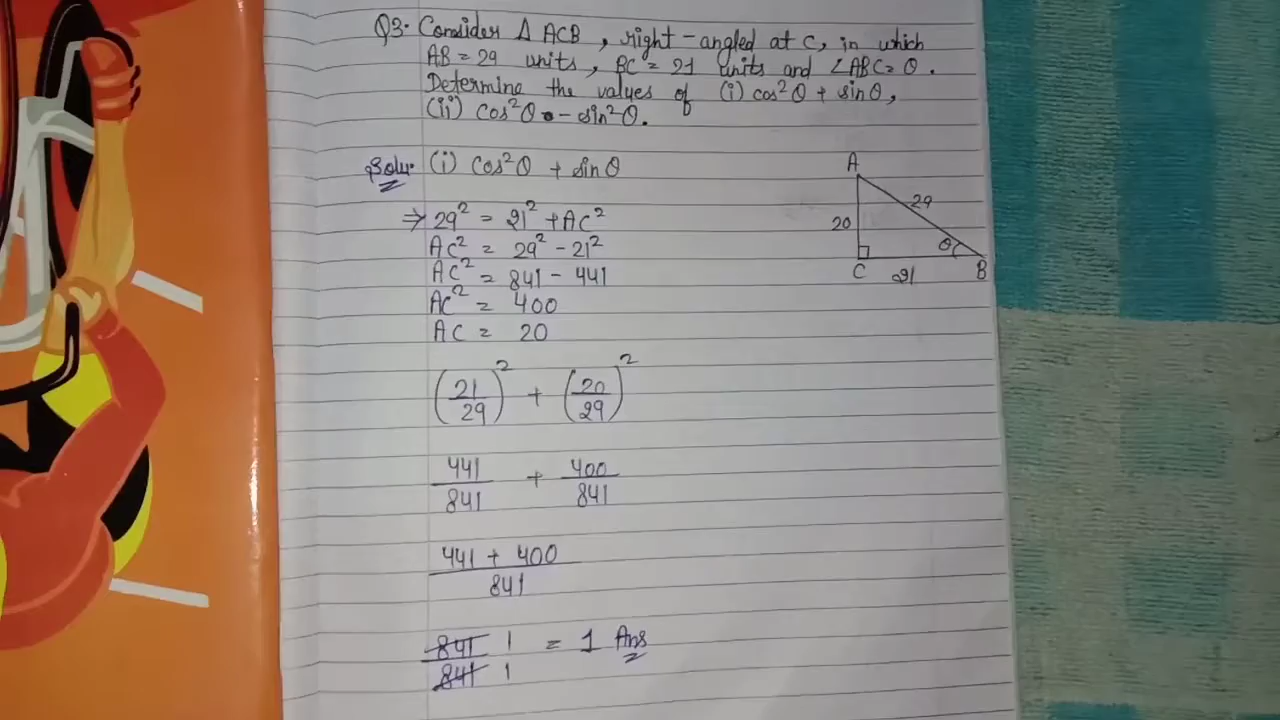 Q3. Consider Δ ACB, right-angled at C, in which
AB = 29 units, BC = 21 units and ∠ABC = θ.
Determine the values of (i) cos²θ + sinθ,
(ii) cos²θ - sin²θ.
Solu. (i) cos²θ + sinθ
⇒ 29² = 21² + AC²
AC² = 29² - 21²
AC² = 841 - 441
AC² = 400
AC = 20
(21/29)² + (20/29)²
441/841 + 400/841
441 + 400/841
841/841 1/1 = 1 Ans
A
29
20
θ
C
21
B